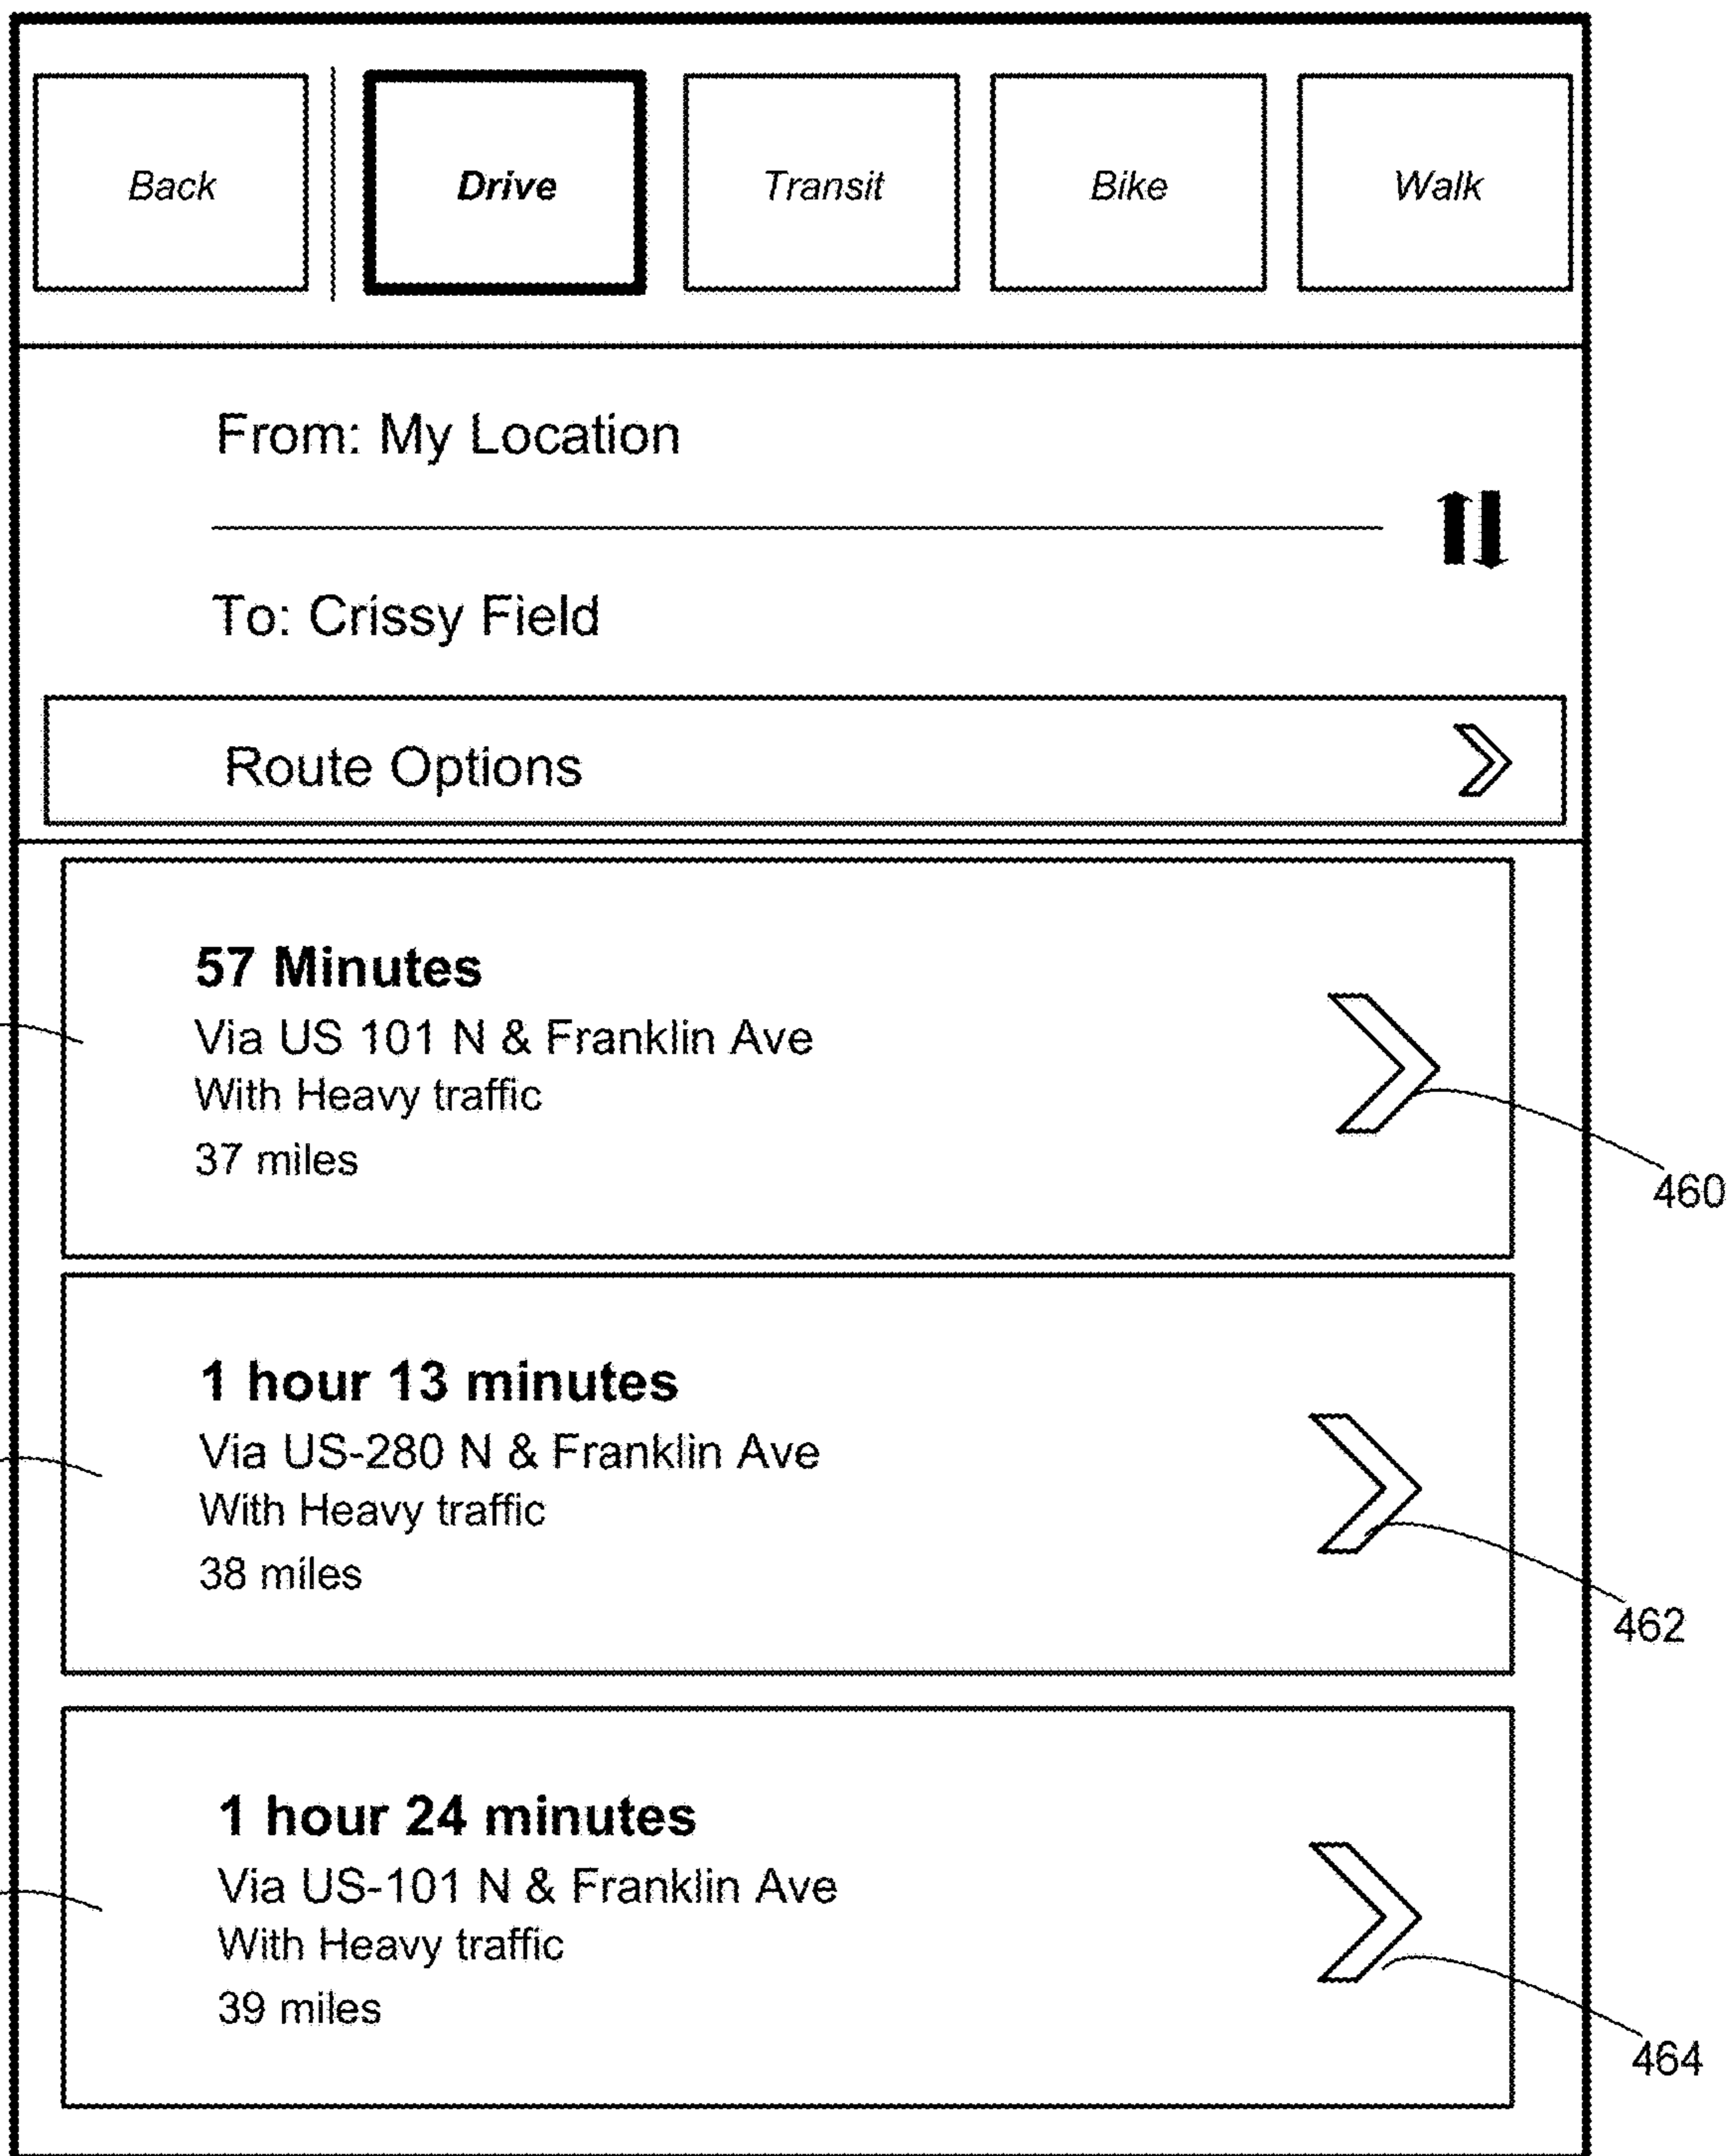 Back Drive Transit Bike Walk
From: My Location
To: Crissy Field
Route Options
57 Minutes
Via US 101 N & Franklin Ave
With Heavy traffic
37 miles
460
1 hour 13 minutes
Via US-280 N & Franklin Ave
With Heavy traffic
38 miles
462
1 hour 24 minutes
Via US-101 N & Franklin Ave
With Heavy traffic
39 miles
464